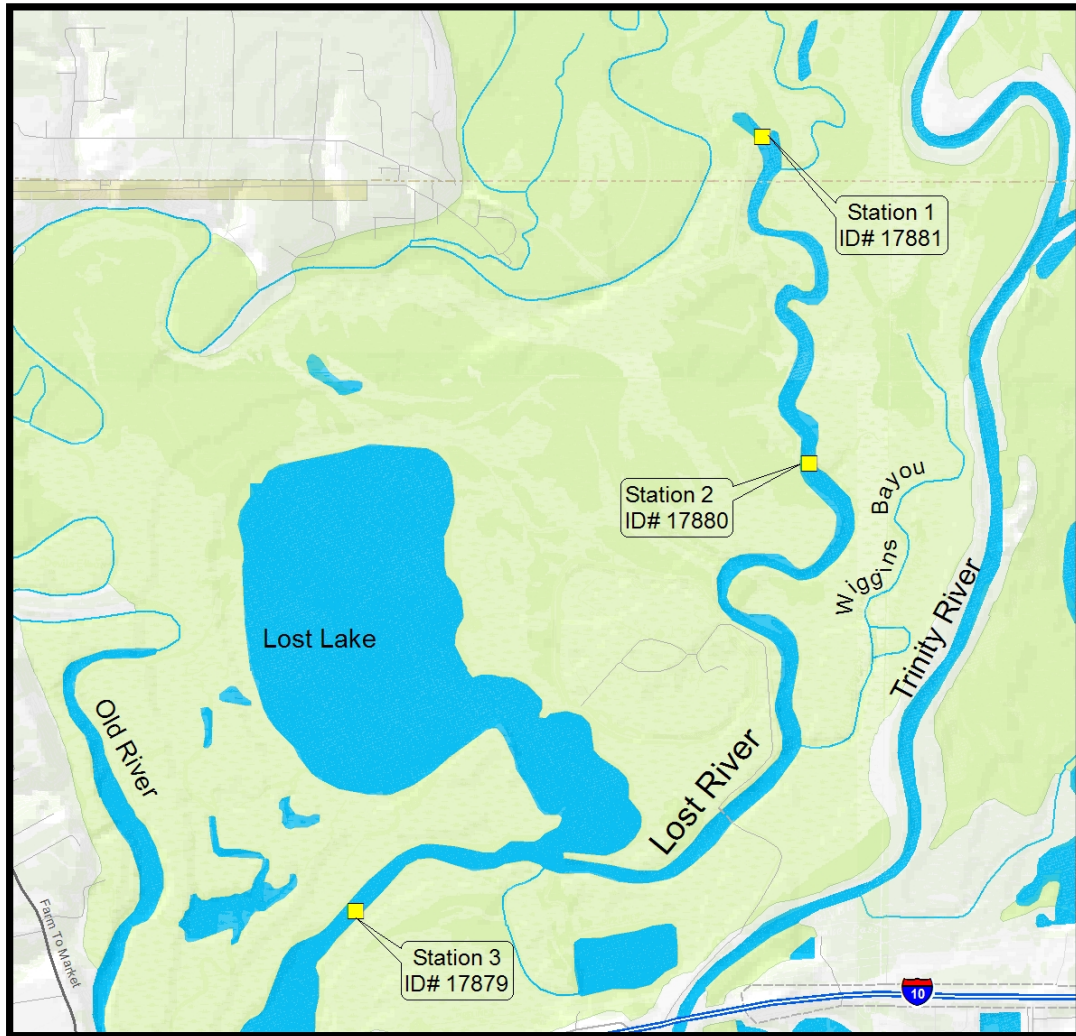 Station 1
ID# 17881
Station 2
ID# 17880
Wiggins Bayou
Trinity River
Lost Lake
Old River
Lost River
Farm To Market
Station 3
ID# 17879
10